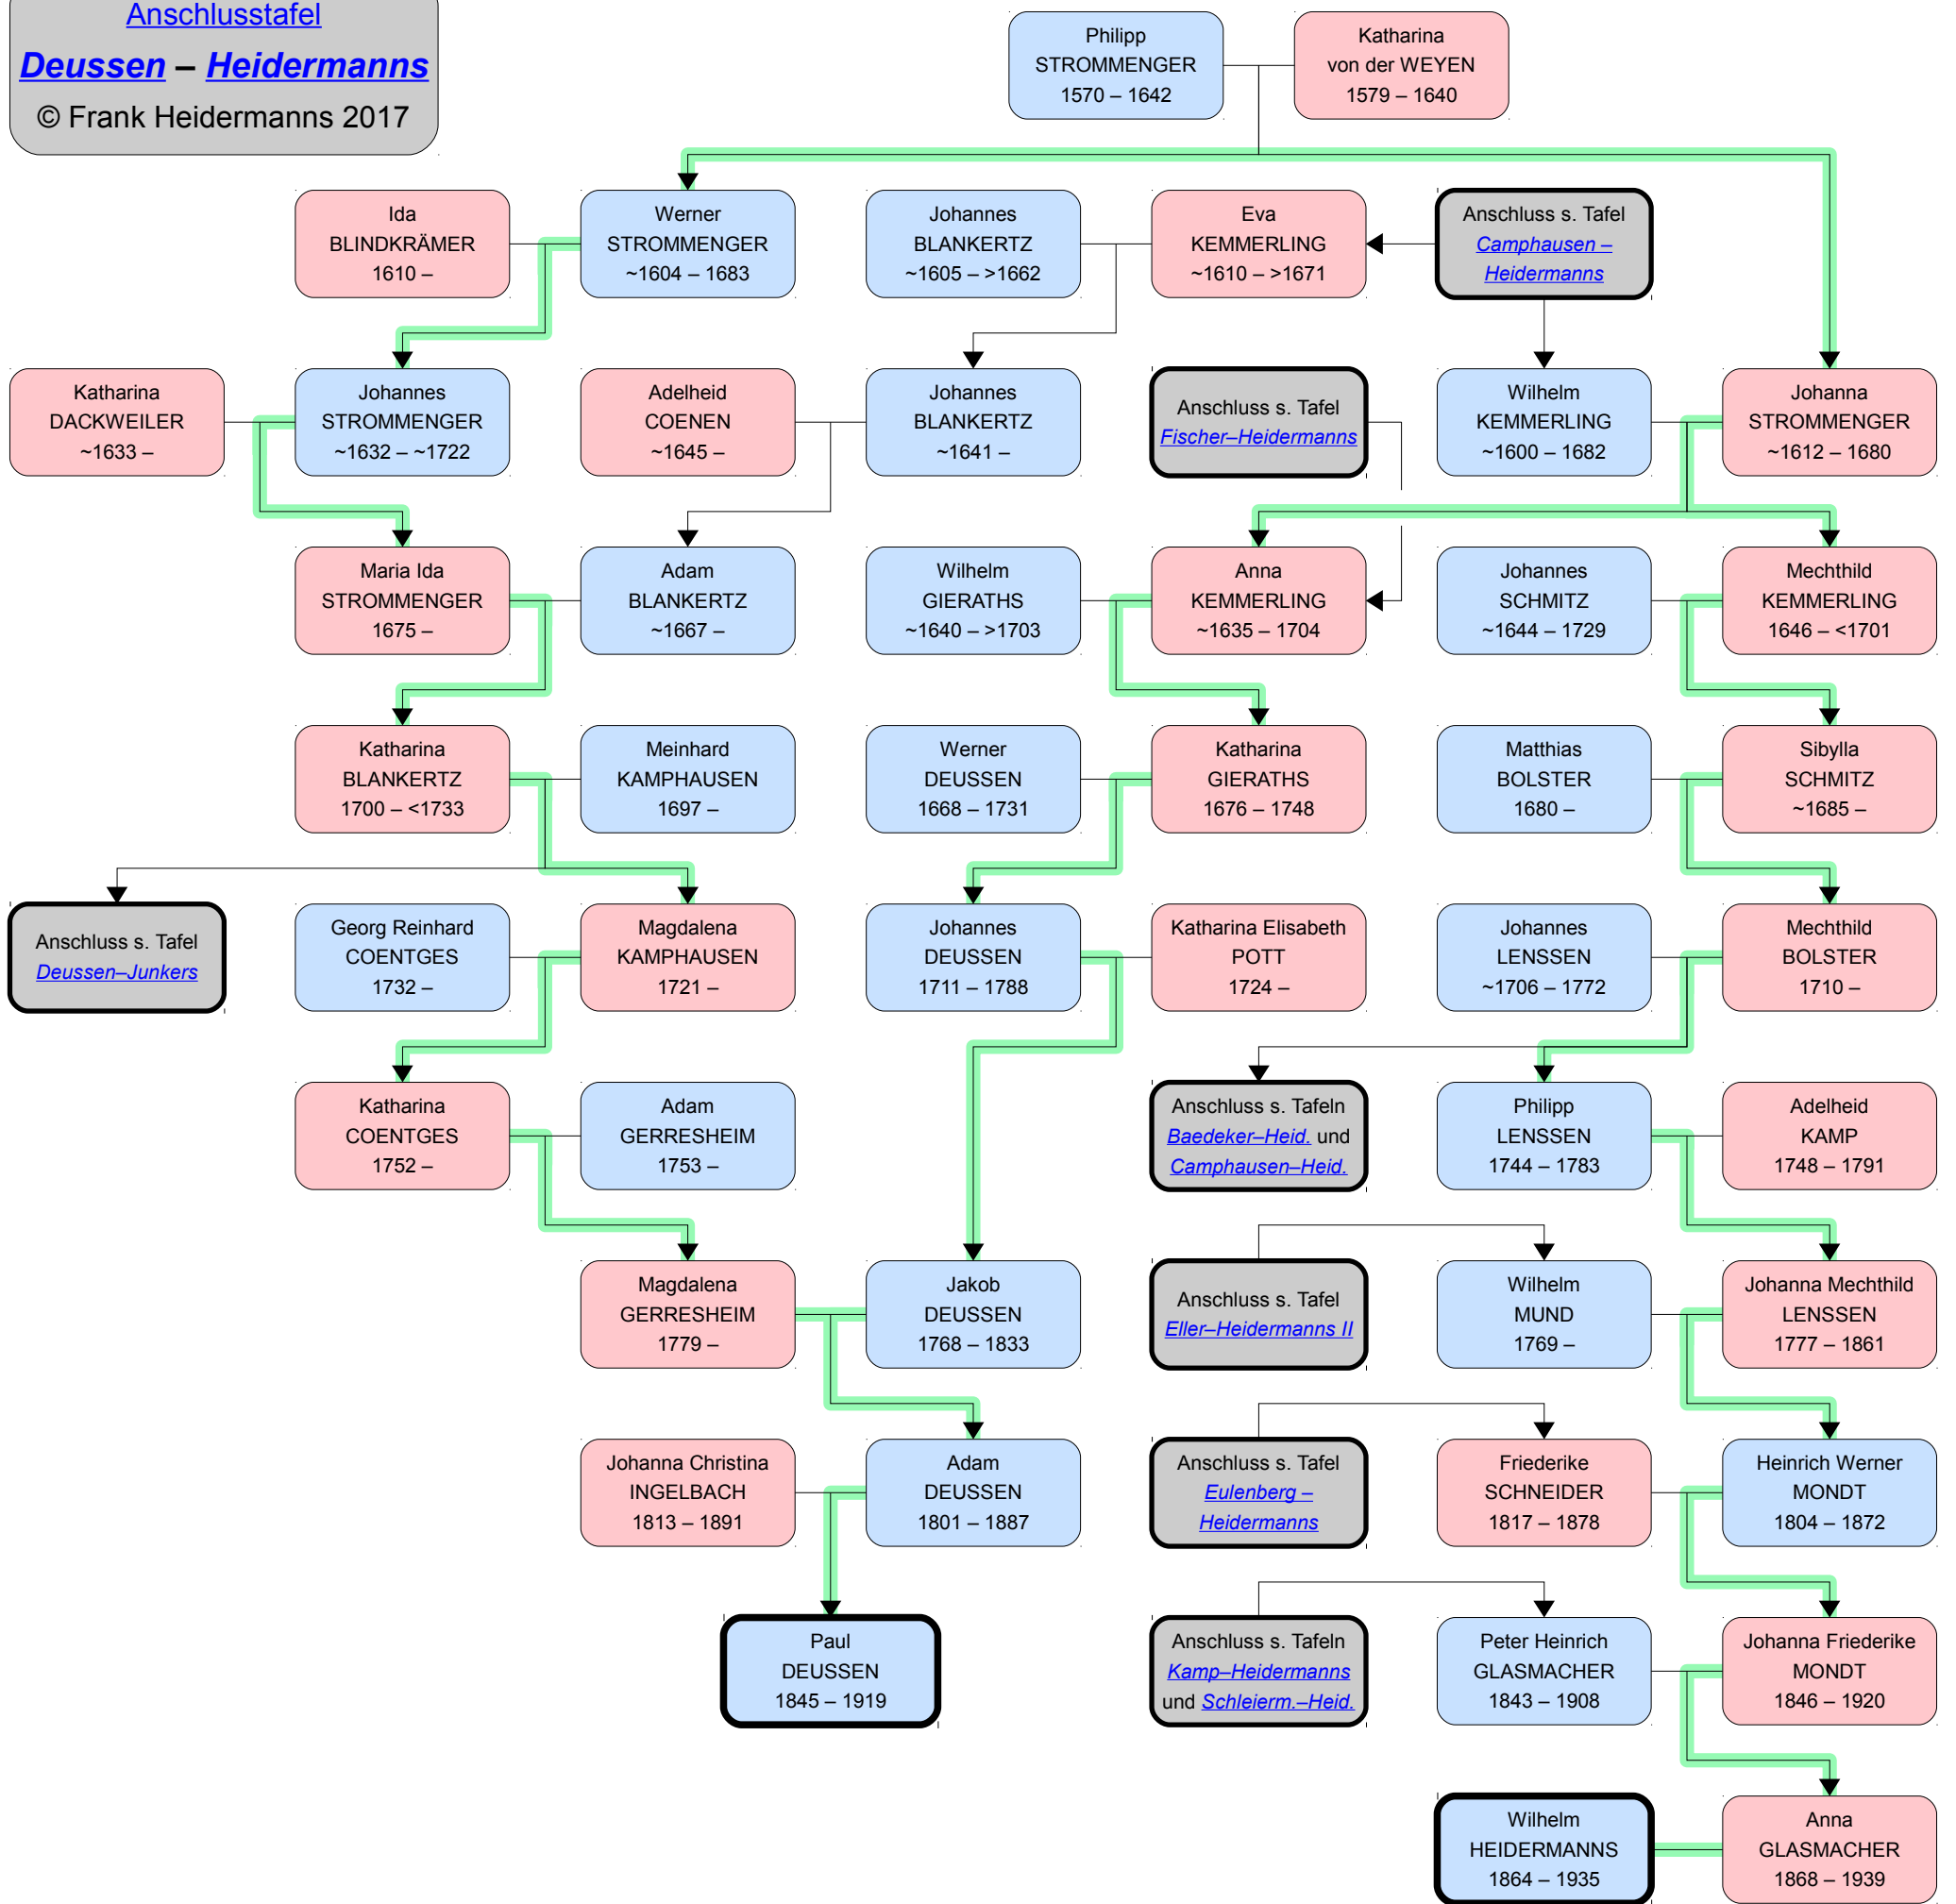 Anschlusstafel
Deussen – Heidermanns
© Frank Heidermanns 2017
Philipp
STROMMENGER
1570 – 1642
Katharina
von der WEYEN
1579 – 1640
Ida
BLINDKRÄMER
1610 –
Werner
STROMMENGER
~1604 – 1683
Johannes
BLANKERTZ
~1605 – >1662
Eva
KEMMERLING
~1610 – >1671
Anschluss s. Tafel
Camphausen –
Heidermanns
Katharina
DACKWEILER
~1633 –
Johannes
STROMMENGER
~1632 – ~1722
Adelheid
COENEN
~1645 –
Johannes
BLANKERTZ
~1641 –
Anschluss s. Tafel
Fischer–Heidermanns
Wilhelm
KEMMERLING
~1600 – 1682
Johanna
STROMMENGER
~1612 – 1680
Maria Ida
STROMMENGER
1675 –
Adam
BLANKERTZ
~1667 –
Wilhelm
GIERATHS
~1640 – >1703
Anna
KEMMERLING
~1635 – 1704
Johannes
SCHMITZ
~1644 – 1729
Mechthild
KEMMERLING
1646 – <1701
Katharina
BLANKERTZ
1700 – <1733
Meinhard
KAMPHAUSEN
1697 –
Werner
DEUSSEN
1668 – 1731
Katharina
GIERATHS
1676 – 1748
Matthias
BOLSTER
1680 –
Sibylla
SCHMITZ
~1685 –
Anschluss s. Tafel
Deussen–Junkers
Georg Reinhard
COENTGES
1732 –
Magdalena
KAMPHAUSEN
1721 –
Johannes
DEUSSEN
1711 – 1788
Katharina Elisabeth
POTT
1724 –
Johannes
LENSSEN
~1706 – 1772
Mechthild
BOLSTER
1710 –
Katharina
COENTGES
1752 –
Adam
GERRESHEIM
1753 –
Anschluss s. Tafeln
Baedeker–Heid. und
Camphausen–Heid.
Philipp
LENSSEN
1744 – 1783
Adelheid
KAMP
1748 – 1791
Magdalena
GERRESHEIM
1779 –
Jakob
DEUSSEN
1768 – 1833
Anschluss s. Tafel
Eller–Heidermanns II
Wilhelm
MUND
1769 –
Johanna Mechthild
LENSSEN
1777 – 1861
Johanna Christina
INGELBACH
1813 – 1891
Adam
DEUSSEN
1801 – 1887
Anschluss s. Tafel
Eulenberg –
Heidermanns
Friederike
SCHNEIDER
1817 – 1878
Heinrich Werner
MONDT
1804 – 1872
Paul
DEUSSEN
1845 – 1919
Anschluss s. Tafeln
Kamp–Heidermanns
und Schleierm.–Heid.
Peter Heinrich
GLASMACHER
1843 – 1908
Johanna Friederike
MONDT
1846 – 1920
Wilhelm
HEIDERMANNS
1864 – 1935
Anna
GLASMACHER
1868 – 1939